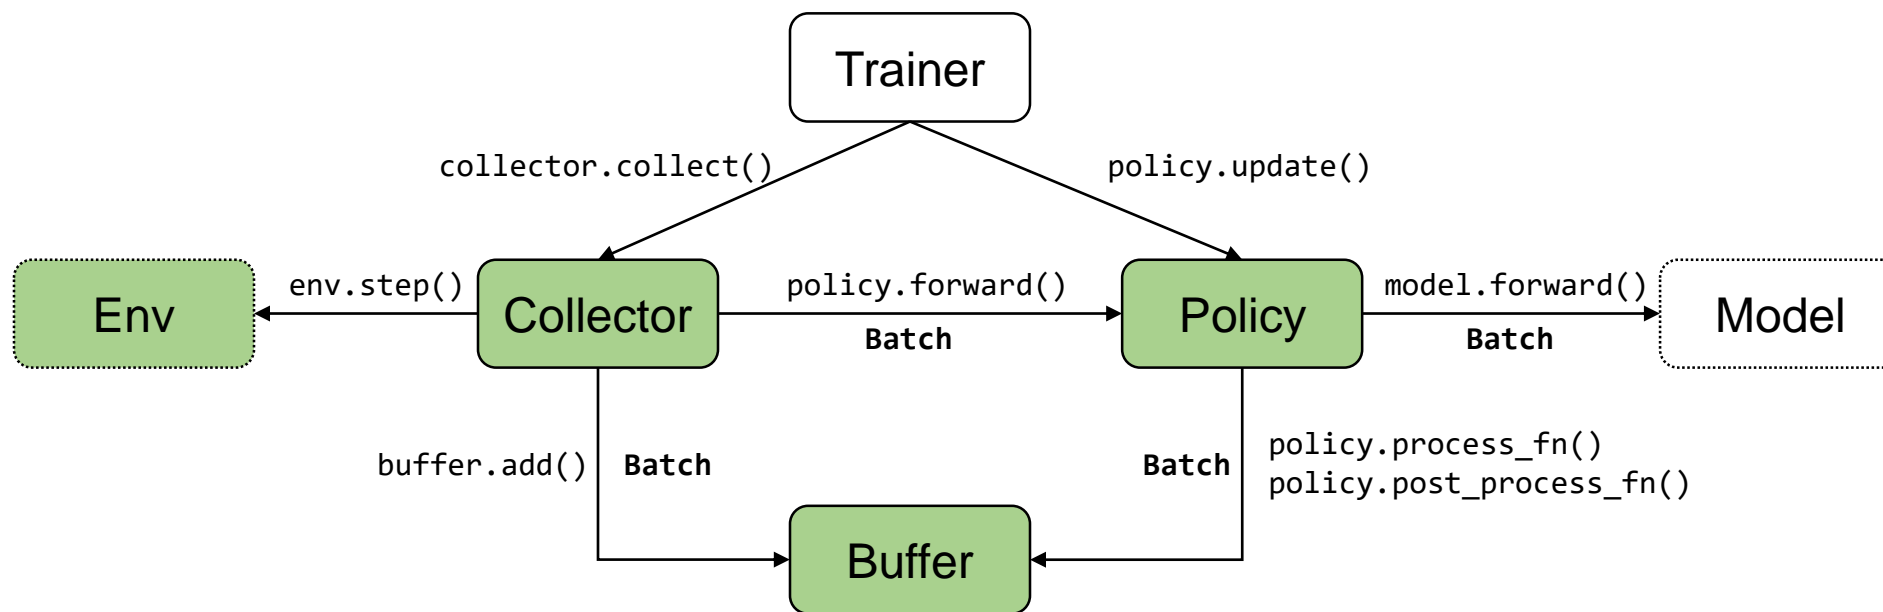 Trainer
collector.collect()
policy.update()
Env
env.step()
Collector
policy.forward()
Batch
Policy
model.forward()
Batch
Model
buffer.add()
Batch
Batch
policy.process_fn()
policy.post_process_fn()
Buffer